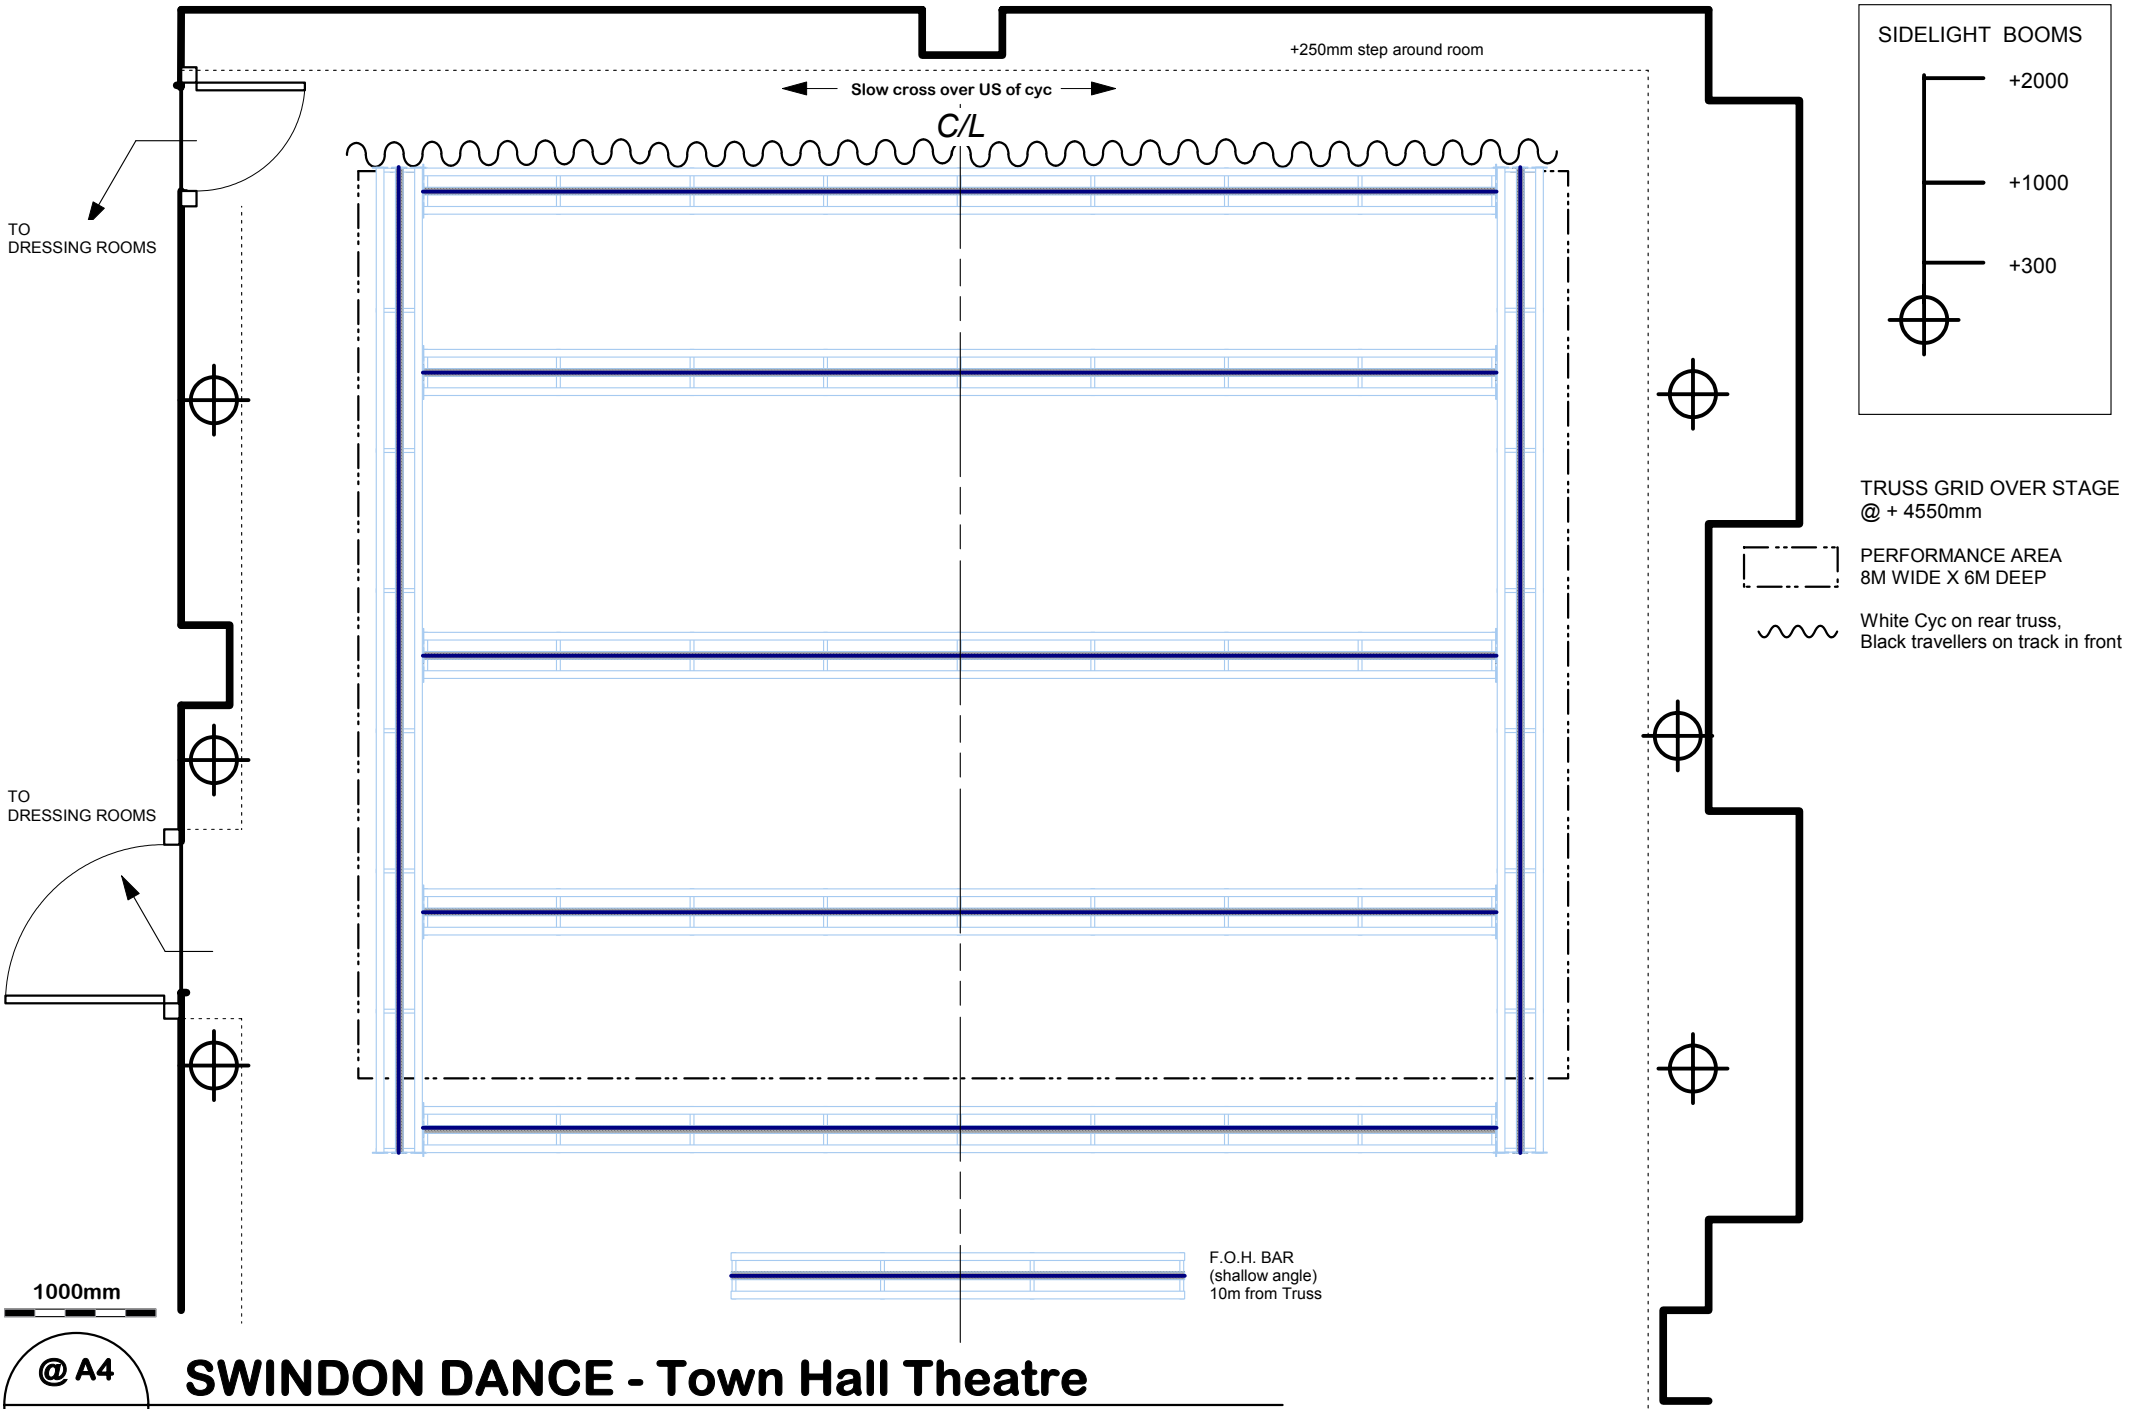 +250mm step around room
Slow cross over US of cyc
C/L
SIDELIGHT BOOMS
+2000
+1000
+300
TO
DRESSING ROOMS
TRUSS GRID OVER STAGE
@ + 4550mm
PERFORMANCE AREA
8M WIDE X 6M DEEP
White Cyc on rear truss,
Black travellers on track in front
TO
DRESSING ROOMS
F.O.H. BAR
(shallow angle)
10m from Truss
1000mm
@ A4
SWINDON DANCE - Town Hall Theatre